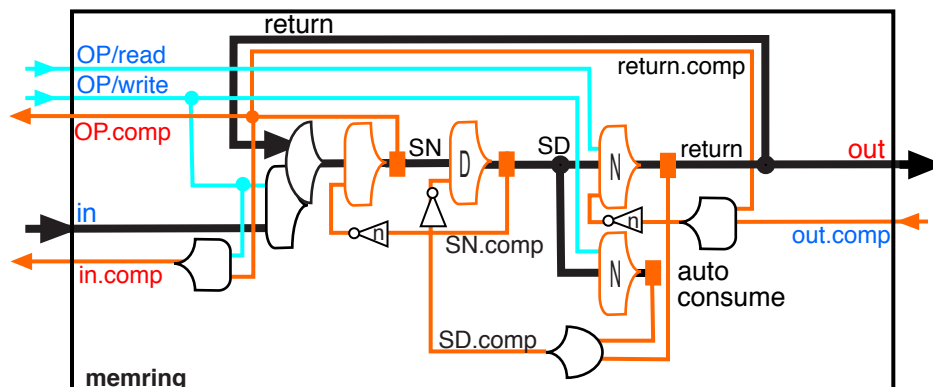 return
OP/read
return.comp
OP/write
OP.comp
SN
D
SD
N
return
out
in
n
n
SN.comp
out.comp
in.comp
N
auto
consume
SD.comp
memring